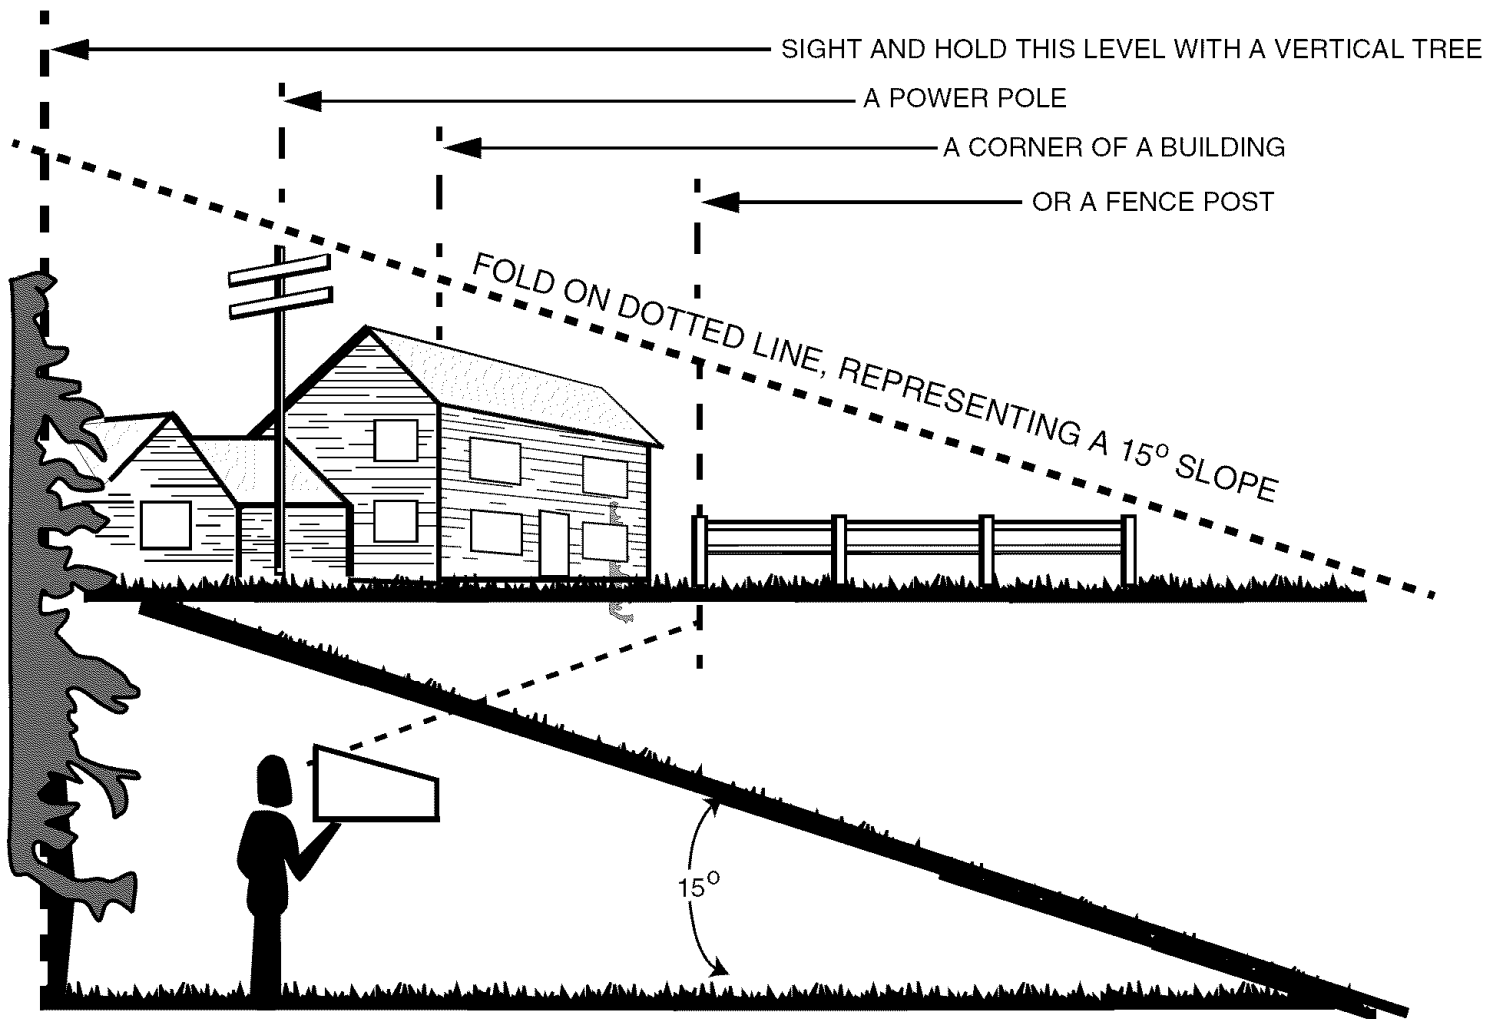 SIGHT AND HOLD THIS LEVEL WITH A VERTICAL TREE
A POWER POLE
A CORNER OF A BUILDING
OR A FENCE POST
FOLD ON DOTTED LINE, REPRESENTING A 15° SLOPE
15°